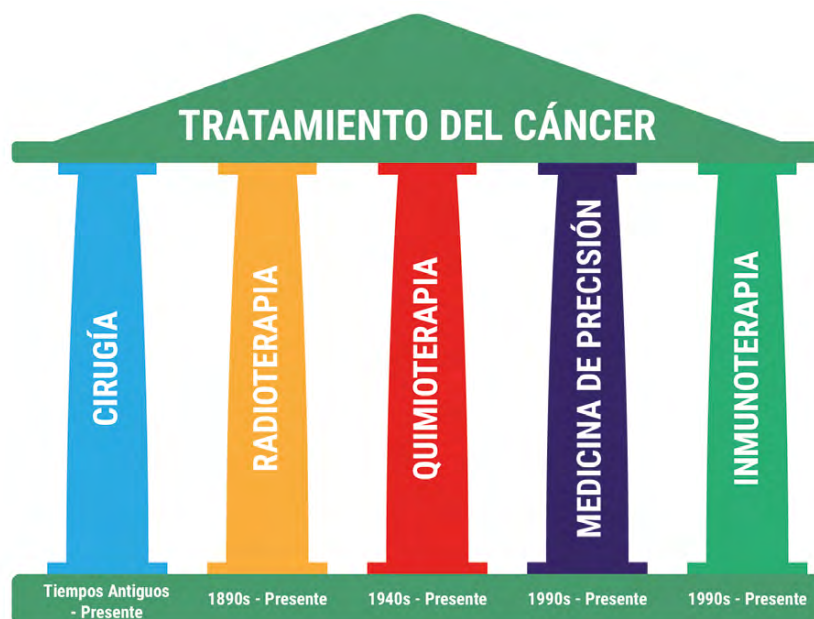 TRATAMIENTO DEL CÁNCER
CIRUGÍA
RADIOTERAPIA
QUIMIOTERAPIA
MEDICINA DE PRECISIÓN
INMUNOTERAPIA
Tiempos Antiguos
- Presente
1890s - Presente
1940s - Presente
1990s - Presente
1990s - Presente